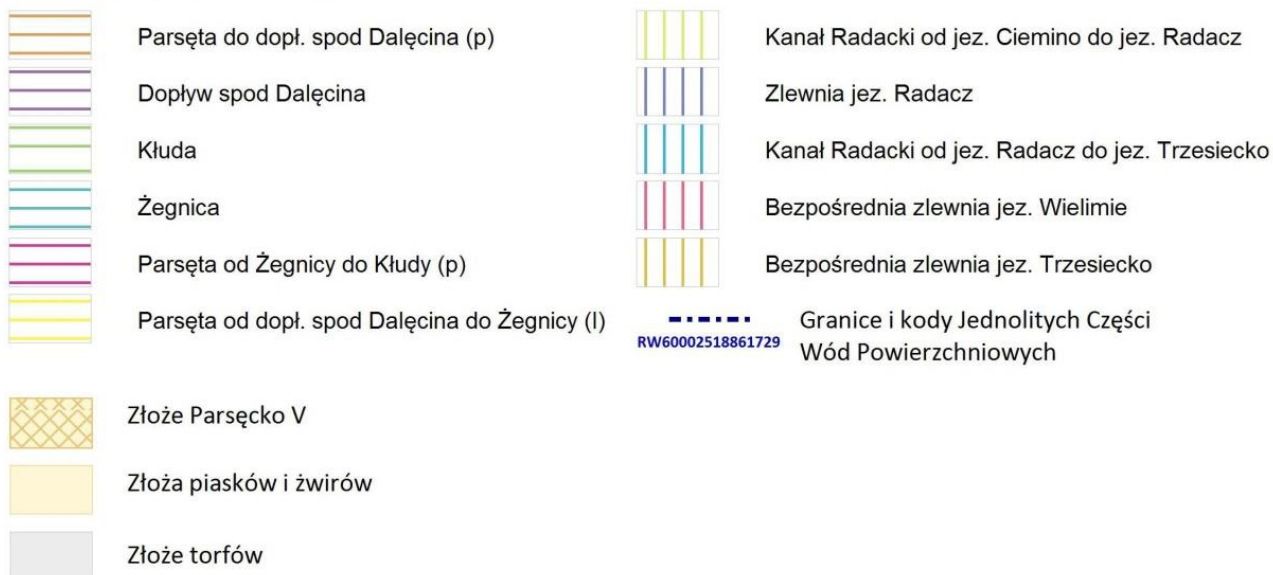 Parsęta do dopł. spod Dalęcina (p)
Dopływ spod Dalęcina
Kłuda
Żegnica
Parsęta od Żegnicy do Kłudy (p)
Parsęta od dopł. spod Dalęcina do Żegnicy (l)
Kanał Radacki od jez. Ciemino do jez. Radacz
Zlewnia jez. Radacz
Kanał Radacki od jez. Radacz do jez. Trzesiecko
Bezpośrednia zlewnia jez. Wielimie
Bezpośrednia zlewnia jez. Trzesiecko
RW60002518861729
Granice i kody Jednolitych Części
Wód Powierzchniowych
Złoże Parsęcko V
Złoża piasków i żwirów
Złoże torfów